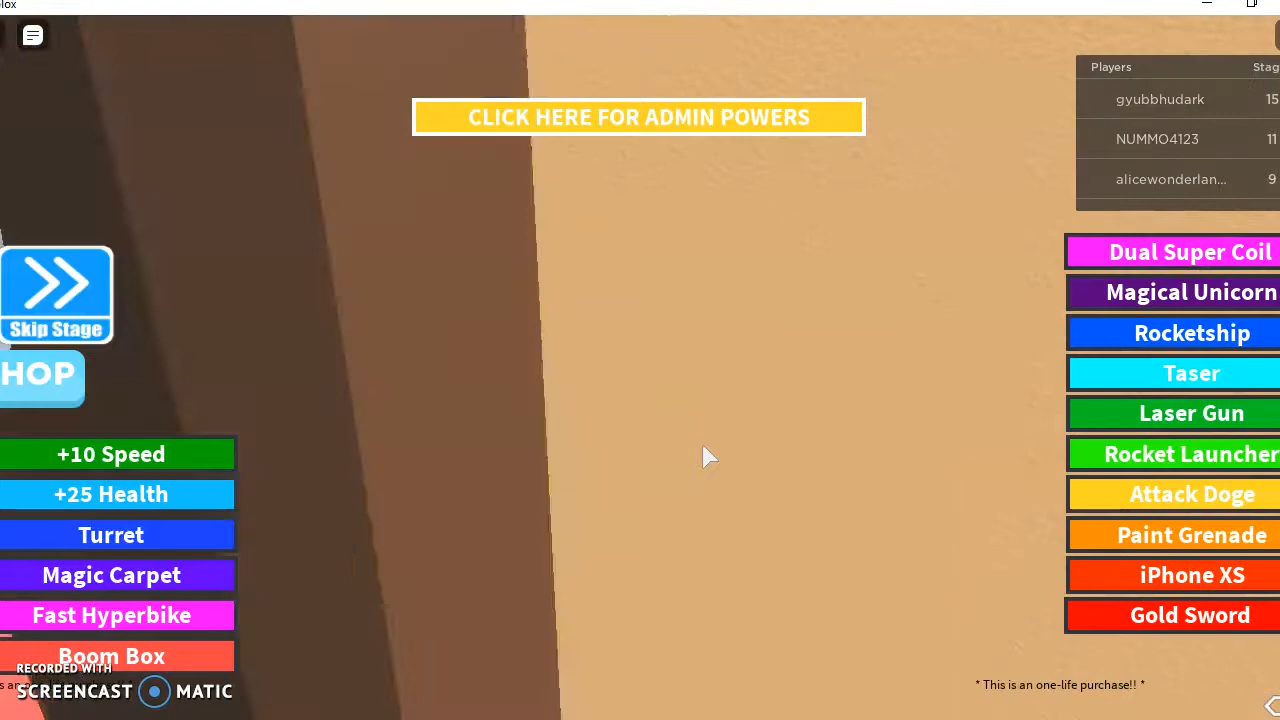 lox
CLICK HERE FOR ADMIN POWERS
Players Stag
gyubbhudark 15
NUMMO4123 11
alicewonderlan... 9
Skip Stage
HOP
+10 Speed
+25 Health
Turret
Magic Carpet
Fast Hyperbike
Boom Box
Dual Super Coil
Magical Unicorn
Rocketship
Taser
Laser Gun
Rocket Launcher
Attack Doge
Paint Grenade
iPhone XS
Gold Sword
RECORDED WITH
SCREENCAST MATIC
* This is an one-life purchase!! *